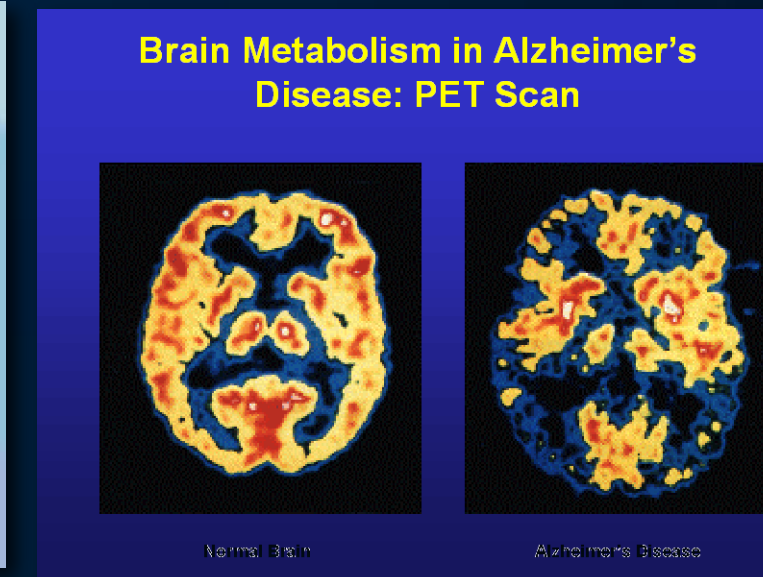 Brain Metabolism in Alzheimer’s
Disease: PET Scan
Normal Brain
Alzheimer's Disease